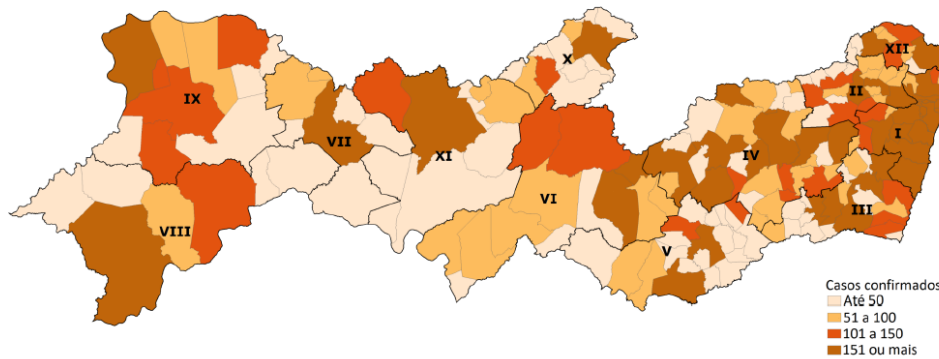 X
XII
IX
II
I
VII
XI
IV
VI
III
VIII
V
Casos confirmados
Até 50
51 a 100
101 a 150
151 ou mais